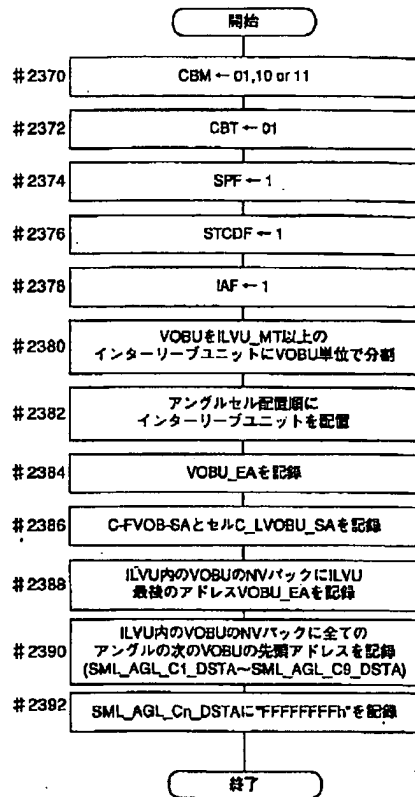 開始
#2370
CBM ← 01,10 or 11
#2372
CBT ← 01
#2374
SPF ← 1
#2376
STCDF ← 1
#2378
IAF ← 1
#2380
VOBUをILVU_MT以上の
インターリーブユニットにVOBU単位で分割
#2382
アングルセル配置順に
インターリーブユニットを配置
#2384
VOBU_EAを記録
#2386
C-FVOB-SAとセルC_LVOBU_SAを記録
#2388
ILVU内のVOBUのNVパックにILVU
最後のアドレスVOBU_EAを記録
#2390
ILVU内のVOBUのNVパックに全ての
アングルの次のVOBUの先頭アドレスを記録
(SML_AGL_C1_DSTA~SML_AGL_C9_DSTA)
#2392
SML_AGL_Cn_DSTAに"FFFFFFFFh"を記録
終了